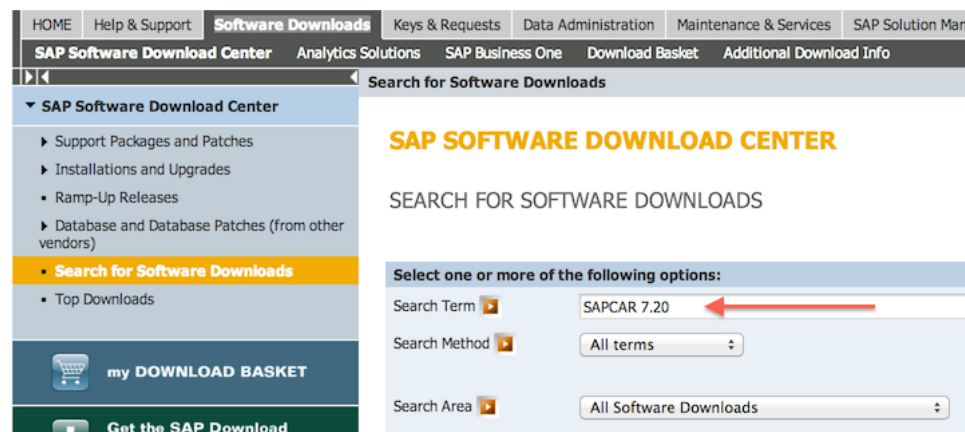 HOME Help & Support Software Downloads Keys & Requests Data Administration Maintenance & Services SAP Solution Man
SAP Software Download Center Analytics Solutions SAP Business One Download Basket Additional Download Info
Search for Software Downloads
SAP Software Download Center
Support Packages and Patches
Installations and Upgrades
Ramp-Up Releases
Database and Database Patches (from other
vendors)
Search for Software Downloads
Top Downloads
my DOWNLOAD BASKET
Get the SAP Download
SAP SOFTWARE DOWNLOAD CENTER
SEARCH FOR SOFTWARE DOWNLOADS
Select one or more of the following options:
Search Term SAPCAR 7.20
Search Method All terms
Search Area All Software Downloads